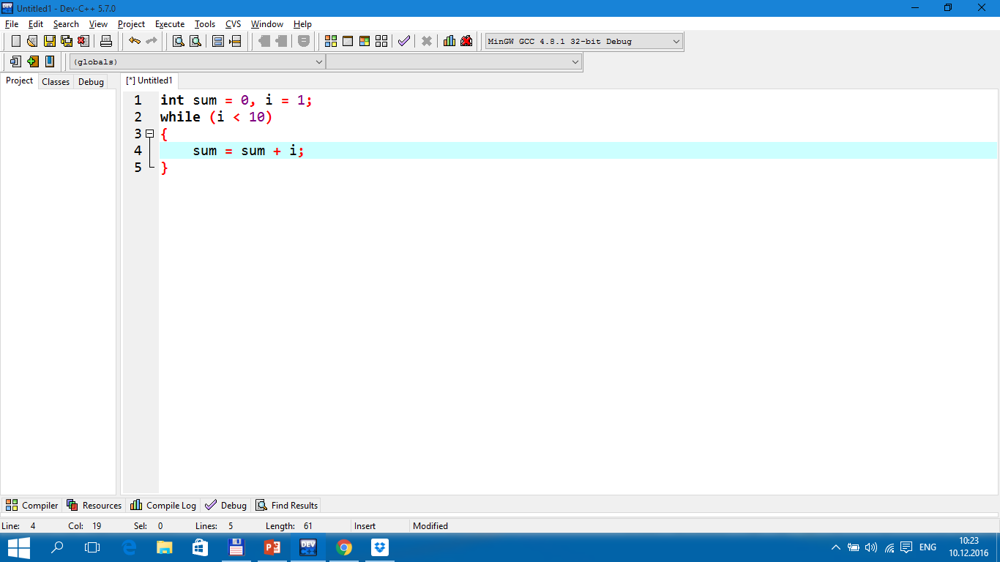 Untitled1 - Dev-C++ 5.7.0
File Edit Search View Project Execute Tools CVS Window Help
MinGW GCC 4.8.1 32-bit Debug
(globals)
Project Classes Debug [*] Untitled1
1 int sum = 0, i = 1;
2 while (i < 10)
3 {
4 sum = sum + i;
5 }
Compiler Resources Compile Log Debug Find Results
Line: 4 Col: 19 Sel: 0 Lines: 5 Length: 61 Insert Modified
DEV C++ ENG 10:23
10.12.2016